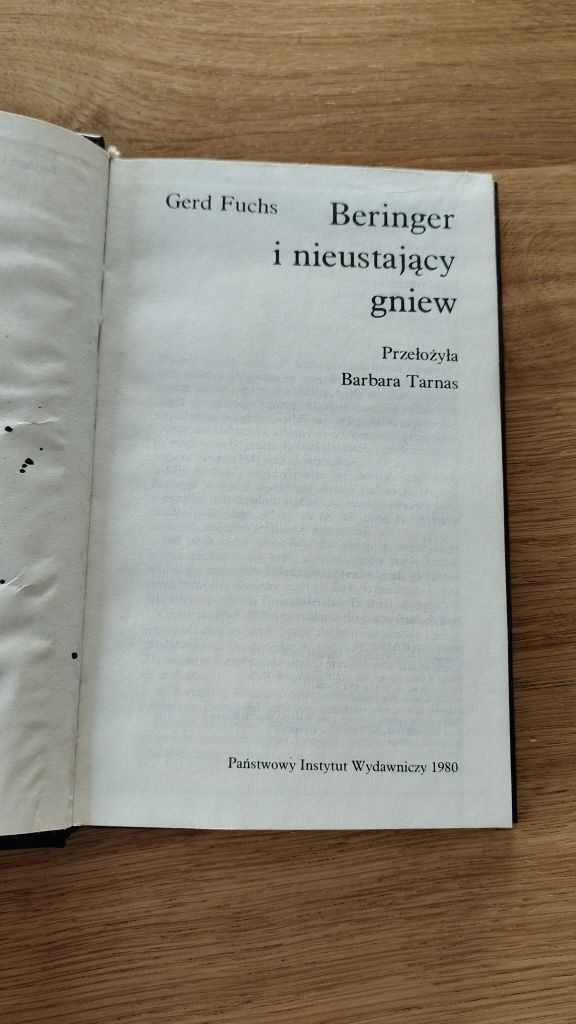 Gerd Fuchs Beringer
i nieustający
gniew
Przełożyła
Barbara Tarnas
Państwowy Instytut Wydawniczy 1980